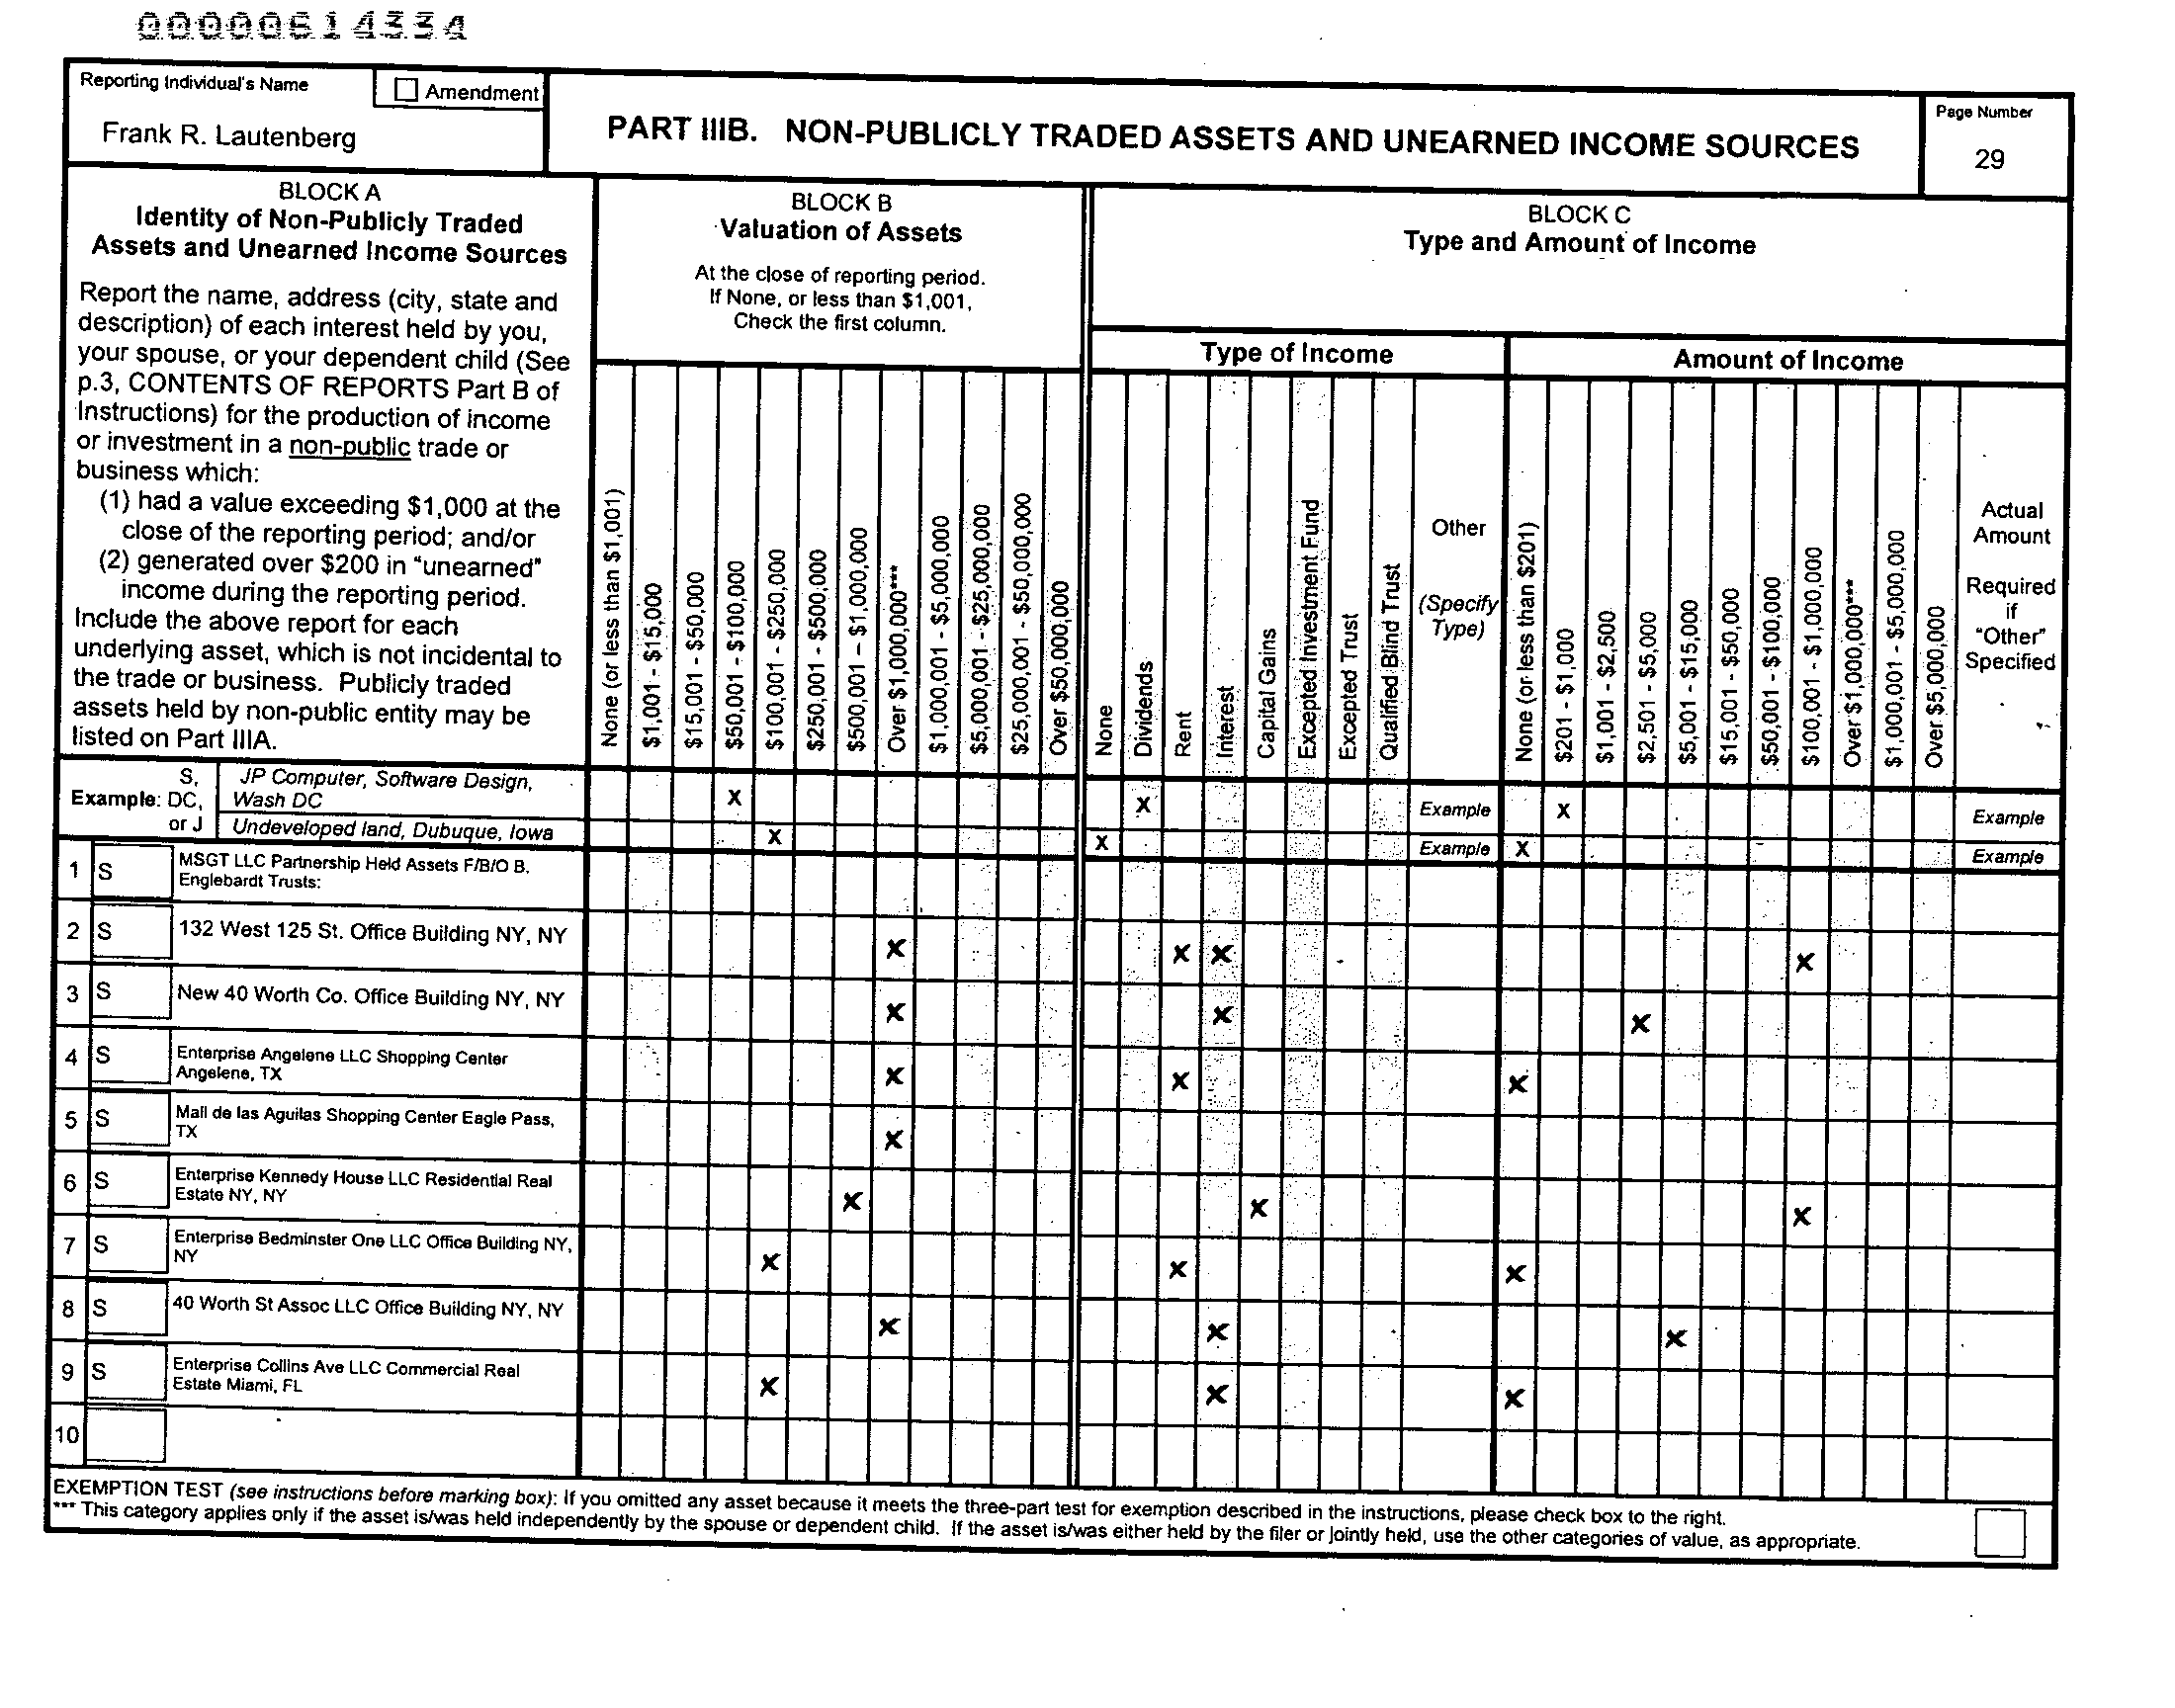 00000614334
Reporting Individual's Name
Amendment
Frank R. Lautenberg
PART IIIB. NON-PUBLICLY TRADED ASSETS AND UNEARNED INCOME SOURCES
Page Number
29
BLOCK A
Identity of Non-Publicly Traded
Assets and Unearned Income Sources
Report the name, address (city, state and
description) of each interest held by you,
your spouse, or your dependent child (See
p.3, CONTENTS OF REPORTS Part B of
Instructions) for the production of income
or investment in a non-public trade or
business which:
(1) had a value exceeding $1,000 at the
close of the reporting period; and/or
(2) generated over $200 in "unearned"
income during the reporting period.
Include the above report for each
underlying asset, which is not incidental to
the trade or business. Publicly traded
assets held by non-public entity may be
listed on Part IIIA.
BLOCK B
Valuation of Assets
At the close of reporting period.
If None, or less than $1,001,
Check the first column.
None (or less than $1,001)
$1,001 - $15,000
$15,001 - $50,000
$50,001 - $100,000
$100,001 - $250,000
$250,001 - $500,000
$500,001 – $1,000,000
Over $1,000,000***
$1,000,001 - $5,000,000
$5,000,001 -$25,000,000
$25,000,001 - $50,000,000
Over $50,000,000
BLOCK C
Type and Amount of Income
Type of Income
None
Dividends
Rent
Interest
Capital Gains
Excepted Investment Fund
Excepted Trust
Qualified Blind Trust
Other
(Specify
Type)
Amount of Income
None (or less than $201)
$201 - $1,000
$1,001 - $2,500
$2,501 - $5,000
$5,001 - $15,000
$15,001 - $50,000
$50,001 - $100,000
$100,001 - $1,000,000
Over $1,000,000***
$1,000,001 - $5,000,000
Over $5,000,000
Actual
Amount
Required
if
"Other"
Specified
Example: S,
DC,
or J
JP Computer, Software Design,
Wash DC
X X Example X Example
Undeveloped land, Dubuque, Iowa X X Example X Example
1 S MSGT LLC Partnership Held Assets F/B/O B.
Englebardt Trusts:
2 S 132 West 125 St. Office Building NY, NY X X X X
3 S New 40 Worth Co. Office Building NY, NY X X X
4 S Enterprise Angelene LLC Shopping Center
Angelene, TX X X X
5 S Mall de las Aguilas Shopping Center Eagle Pass,
TX X
6 S Enterprise Kennedy House LLC Residential Real
Estate NY, NY X X X
7 S Enterprise Bedminster One LLC Office Building NY,
NY X X X
8 S 40 Worth St Assoc LLC Office Building NY, NY X X X
9 S Enterprise Collins Ave LLC Commercial Real
Estate Miami, FL X X X
10
EXEMPTION TEST (see instructions before marking box): If you omitted any asset because it meets the three-part test for exemption described in the instructions, please check box to the right.
*** This category applies only if the asset is/was held independently by the spouse or dependent child. If the asset is/was either held by the filer or jointly held, use the other categories of value, as appropriate.